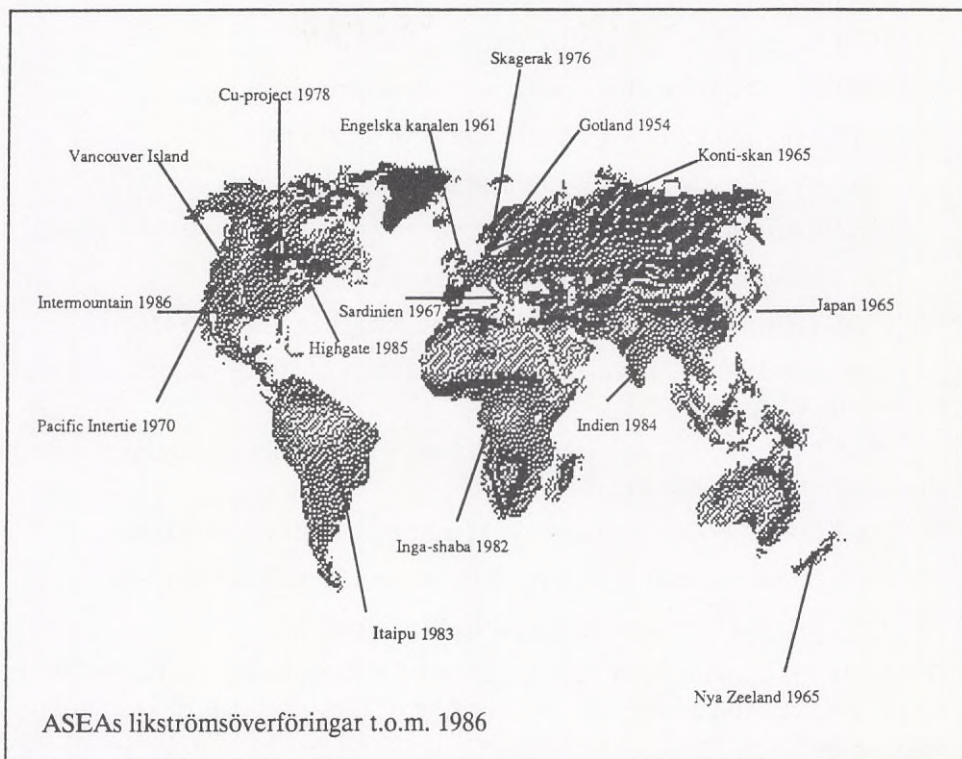 Skagerak 1976
Cu-project 1978
Engelska kanalen 1961
Gotland 1954
Vancouver Island
Konti-skan 1965
Intermountain 1986
Sardinien 1967
Japan 1965
Highgate 1985
Pacific Intertie 1970
Indien 1984
Inga-shaba 1982
Itaipu 1983
Nya Zeeland 1965
ASEAs likströmsöverföringar t.o.m. 1986